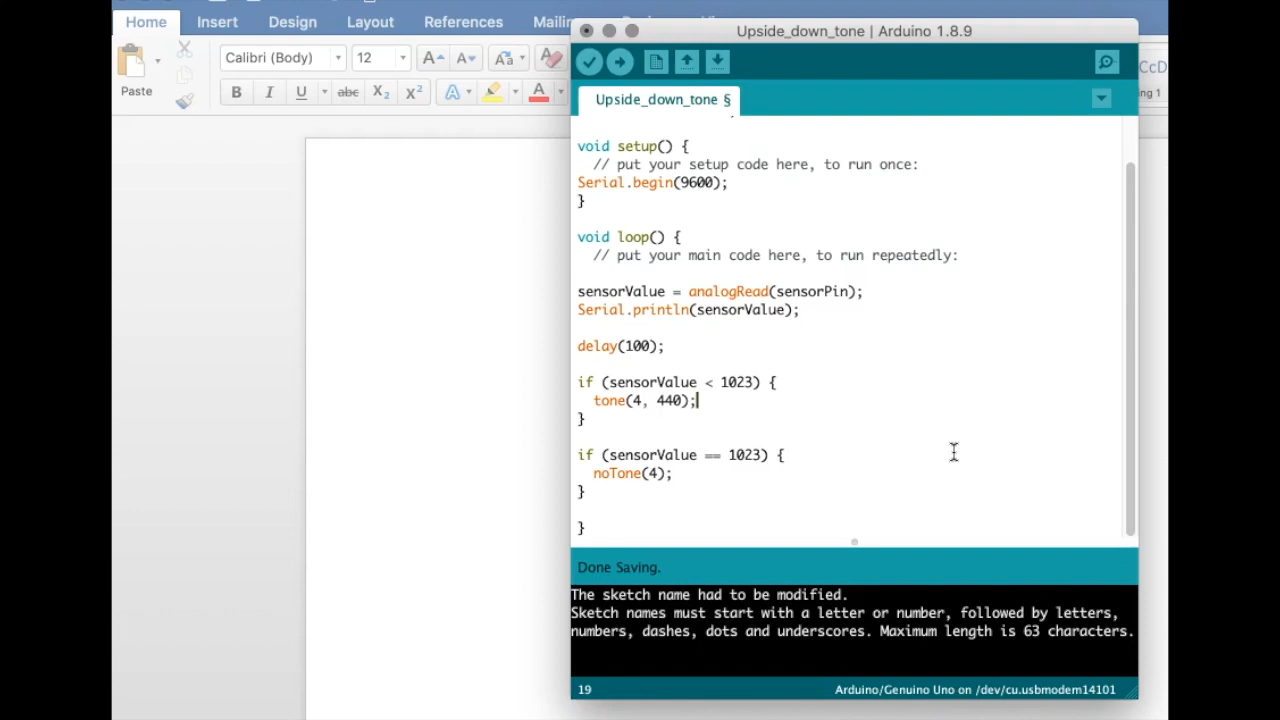 Home Insert Design Layout References Mailin
Upside_down_tone | Arduino 1.8.9
Paste
Calibri (Body) 12 A A Aa A
B I U abc X2 X2 A A
CcD
ng 1
Upside_down_tone §
void setup() {
// put your setup code here, to run once:
Serial.begin(9600);
}
void loop() {
// put your main code here, to run repeatedly:
sensorValue = analogRead(sensorPin);
Serial.println(sensorValue);
delay(100);
if (sensorValue < 1023) {
tone(4, 440);
}
if (sensorValue == 1023) {
noTone(4);
}
}
Done Saving.
The sketch name had to be modified.
Sketch names must start with a letter or number, followed by letters,
numbers, dashes, dots and underscores. Maximum length is 63 characters.
19 Arduino/Genuino Uno on /dev/cu.usbmodem14101